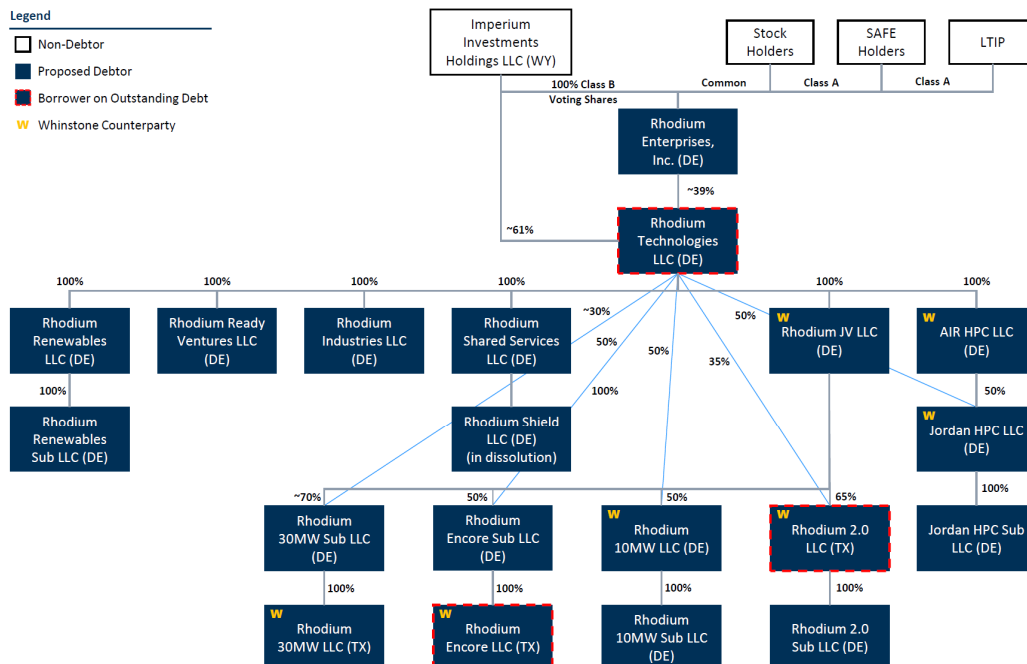 Legend
Non-Debtor
Proposed Debtor
Borrower on Outstanding Debt
W Whinstone Counterparty
Imperium
Investments
Holdings LLC (WY)
Stock
Holders
SAFE
Holders
LTIP
100% Class B
Voting Shares
Common
Class A
Class A
Rhodium
Enterprises,
Inc. (DE)
~39%
~61%
Rhodium
Technologies
LLC (DE)
100%
100%
100%
100%
100%
100%
Rhodium
Renewables
LLC (DE)
Rhodium Ready
Ventures LLC
(DE)
Rhodium
Industries LLC
(DE)
Rhodium
Shared Services
LLC (DE)
~30%
50%
50%
35%
50%
W
Rhodium JV LLC
(DE)
W
AIR HPC LLC
(DE)
100%
100%
50%
Rhodium
Renewables
Sub LLC (DE)
Rhodium Shield
LLC (DE)
(in dissolution)
W
Jordan HPC LLC
(DE)
~70%
50%
50%
65%
100%
Rhodium
30MW Sub LLC
(DE)
Rhodium
Encore Sub LLC
(DE)
W
Rhodium
10MW LLC (DE)
W
Rhodium 2.0
LLC (TX)
Jordan HPC Sub
LLC (DE)
100%
100%
100%
100%
W
Rhodium
30MW LLC (TX)
W
Rhodium
Encore LLC (TX)
Rhodium
10MW Sub LLC
(DE)
Rhodium 2.0
Sub LLC (DE)